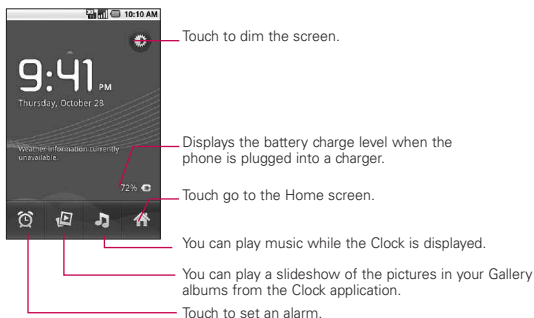 10:10 AM
Touch to dim the screen.
9:41 PM
Thursday, October 28
Displays the battery charge level when the
phone is plugged into a charger.
Weather information currently
unavailable.
72%
Touch go to the Home screen.
You can play music while the Clock is displayed.
You can play a slideshow of the pictures in your Gallery
albums from the Clock application.
Touch to set an alarm.